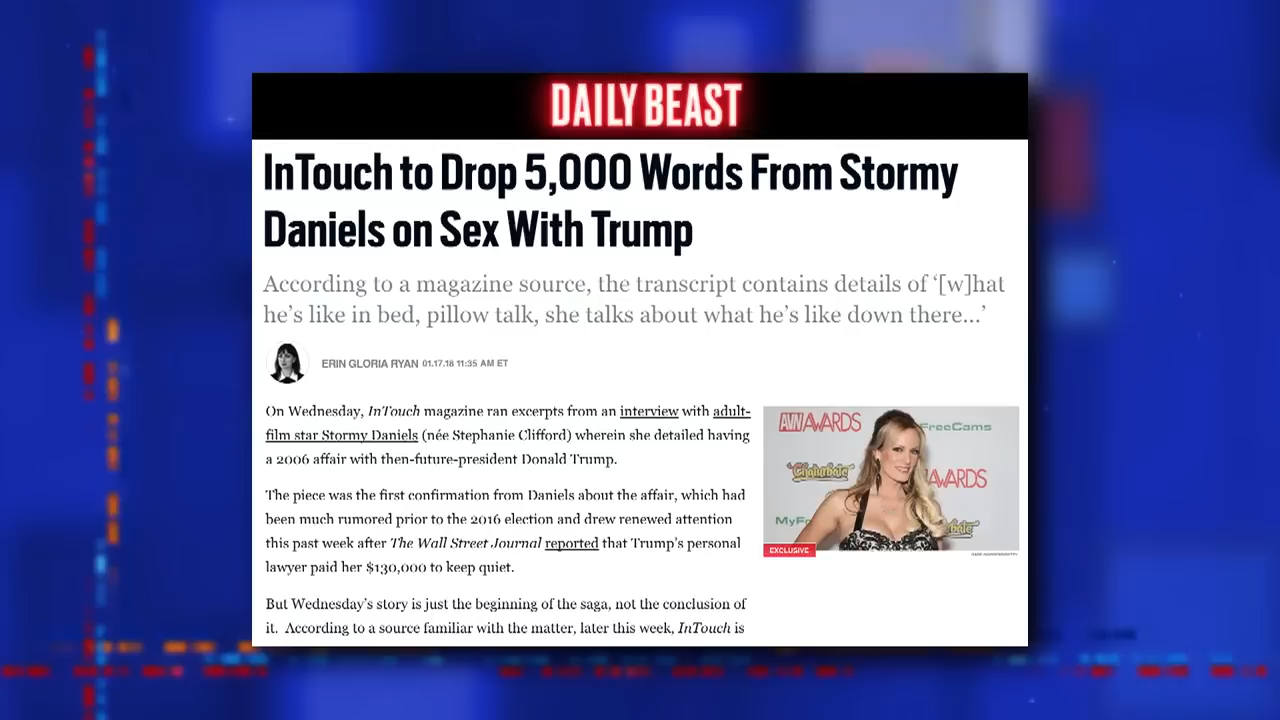 DAILY BEAST
InTouch to Drop 5,000 Words From Stormy
Daniels on Sex With Trump
According to a magazine source, the transcript contains details of ‘[w]hat
he’s like in bed, pillow talk, she talks about what he’s like down there...’
ERIN GLORIA RYAN 01.17.18 11:35 AM ET
On Wednesday, InTouch magazine ran excerpts from an interview with adult-
film star Stormy Daniels (née Stephanie Clifford) wherein she detailed having
a 2006 affair with then-future-president Donald Trump.
The piece was the first confirmation from Daniels about the affair, which had
been much rumored prior to the 2016 election and drew renewed attention
this past week after The Wall Street Journal reported that Trump’s personal
lawyer paid her $130,000 to keep quiet.
But Wednesday’s story is just the beginning of the saga, not the conclusion of
it. According to a source familiar with the matter, later this week, InTouch is
AVN AWARDS
FreeCams
Chaturbate
AWARDS
MyF
bate
EXCLUSIVE